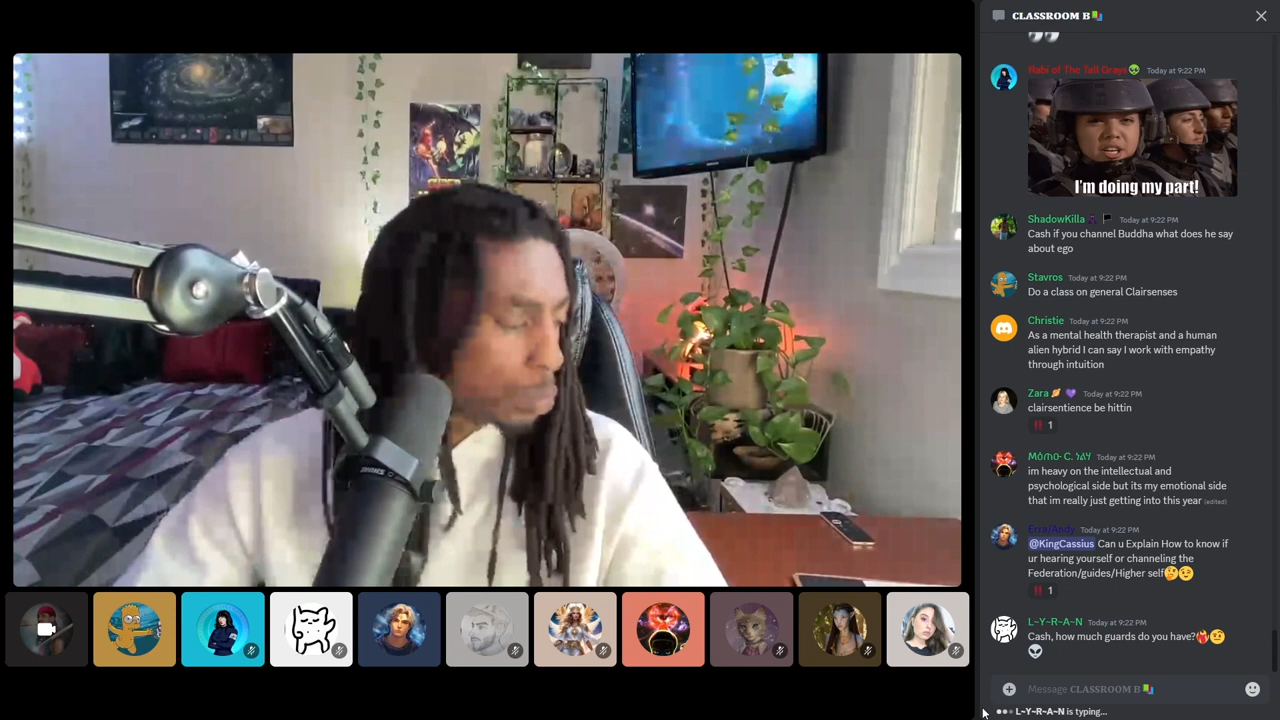 CLASSROOM B
Rabi of The Tall Grays Today at 9:22 PM
I'm doing my part!
ShadowKilla Today at 9:22 PM
Cash if you channel Buddha what does he say
about ego
Stavros Today at 9:22 PM
Do a class on general Clairsenses
Christie Today at 9:22 PM
As a mental health therapist and a human
alien hybrid I can say I work with empathy
through intuition
Zara Today at 9:22 PM
clairsentience be hittin
1
Today at 9:22 PM
im heavy on the intellectual and
psychological side but its my emotional side
that im really just getting into this year (edited)
Erra/Andy Today at 9:22 PM
@KingCassius Can u Explain How to know if
ur hearing yourself or channeling the
Federation/guides/Higher self🤔😉
1
L~Y~R~A~N Today at 9:22 PM
Cash, how much guards do you have?
Message CLASSROOM B
L~Y~R~A~N is typing...